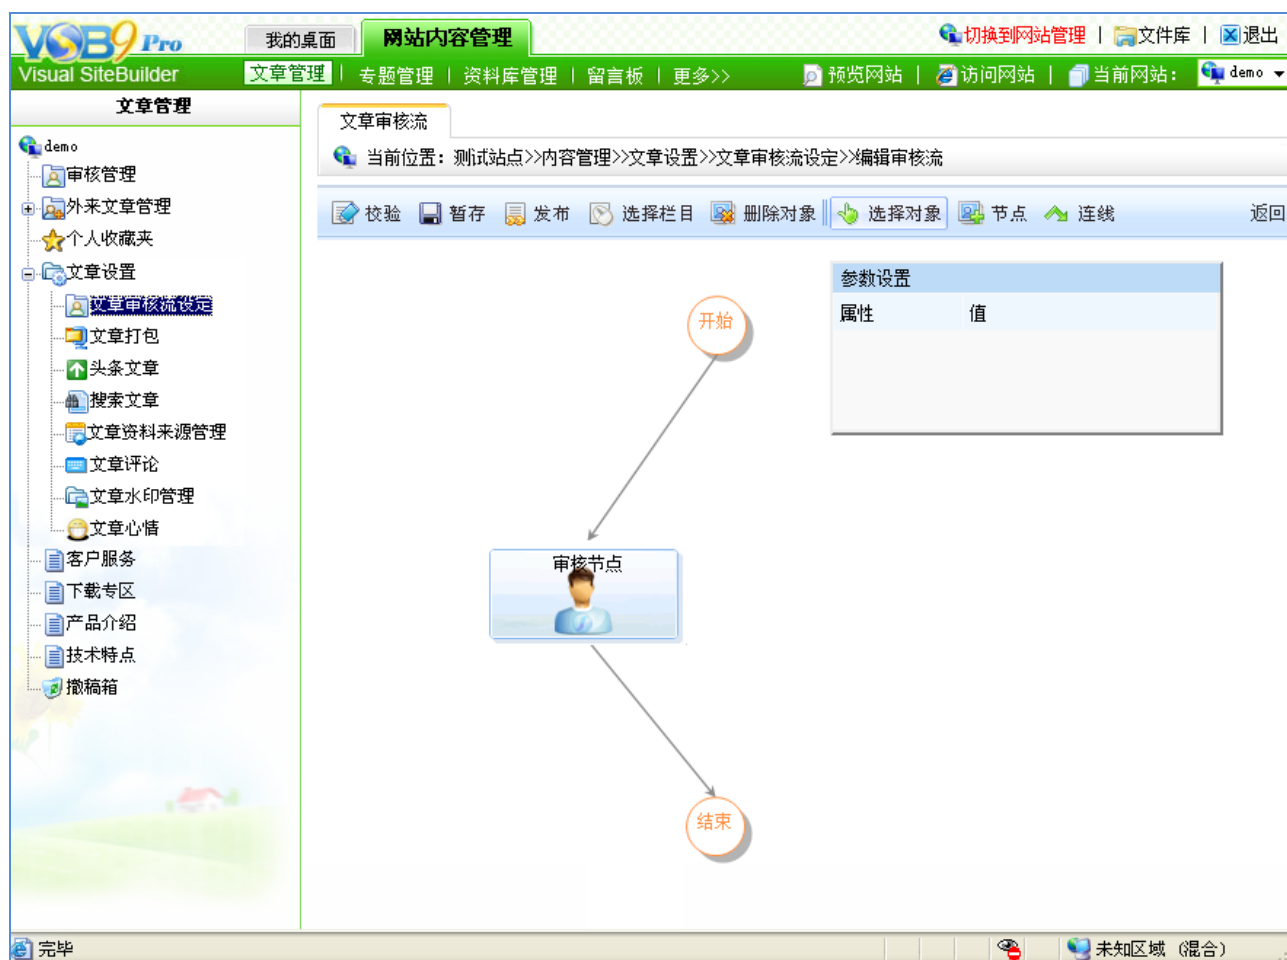 VSB9 Pro
Visual SiteBuilder
我的桌面 网站内容管理 切换到网站管理 | 文件库 | 退出
文章管理 | 专题管理 | 资料库管理 | 留言板 | 更多>> 预览网站 | 访问网站 | 当前网站: demo
文章管理
demo
审核管理
外来文章管理
个人收藏夹
文章设置
文章审核流设定
文章打包
头条文章
搜索文章
文章资料来源管理
文章评论
文章水印管理
文章心情
客户服务
下载专区
产品介绍
技术特点
撤稿箱
文章审核流
当前位置: 测试站点>>内容管理>>文章设置>>文章审核流设定>>编辑审核流
校验 暂存 发布 选择栏目 删除对象 选择对象 节点 连线 返回
参数设置
属性 值
开始
审核节点
结束
完毕 未知区域 (混合)